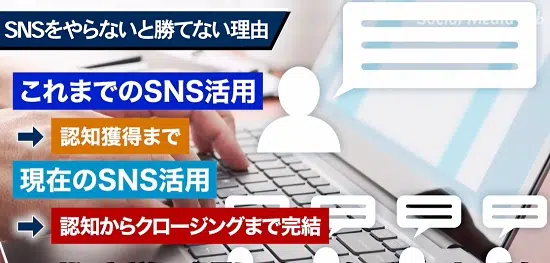 SNSをやらないと勝てない理由
これまでのSNS活用
認知獲得まで
現在のSNS活用
認知からクロージングまで完結